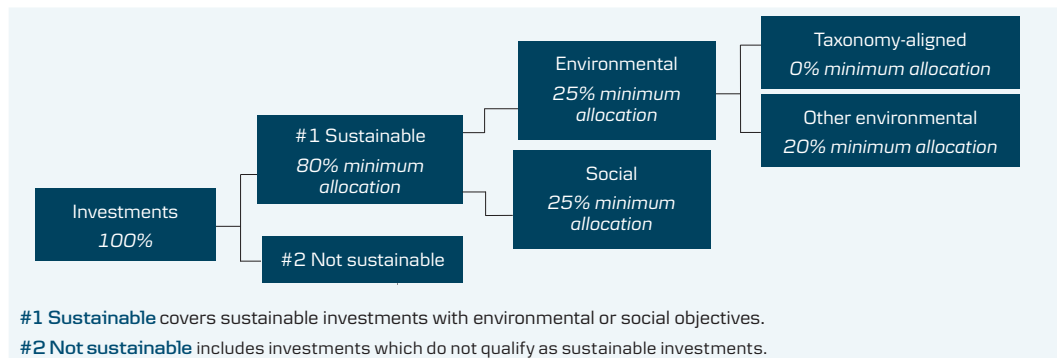 Investments
100%
#1 Sustainable
80% minimum
allocation
#2 Not sustainable
Environmental
25% minimum
allocation
Social
25% minimum
allocation
Taxonomy-aligned
0% minimum allocation
Other environmental
20% minimum allocation
#1 Sustainable covers sustainable investments with environmental or social objectives.
#2 Not sustainable includes investments which do not qualify as sustainable investments.